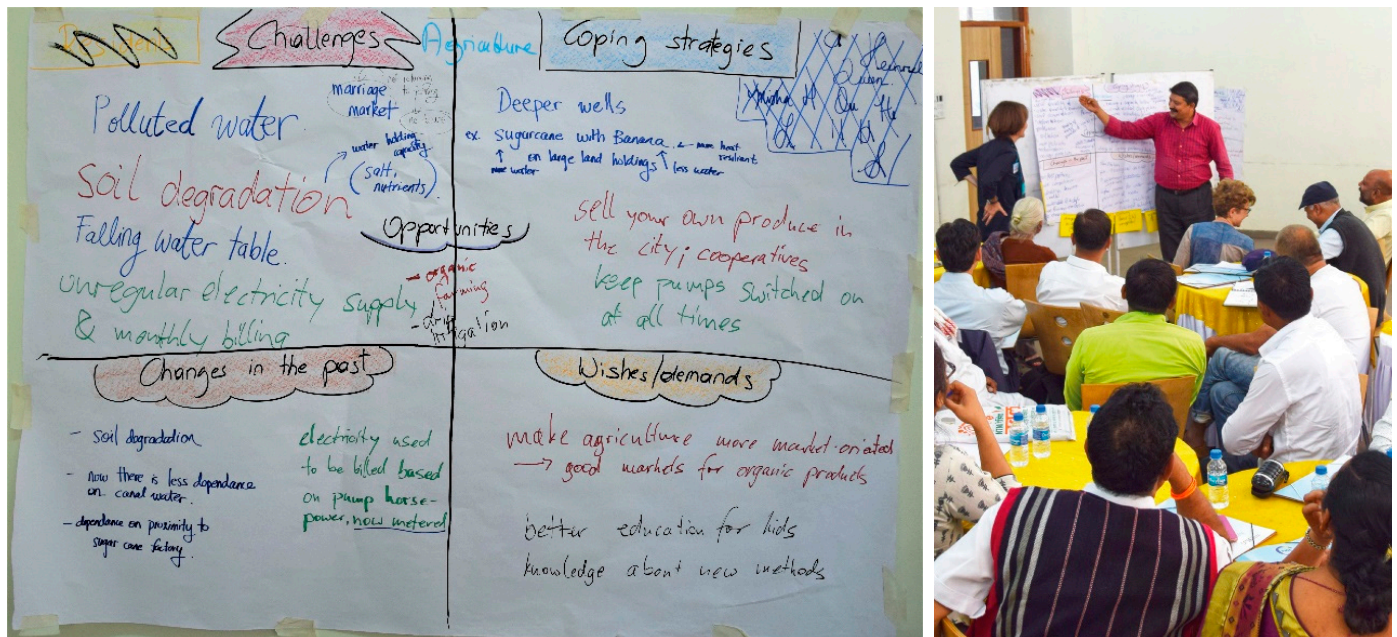 Challenges
Agriculture
Coping strategies
Polluted water
marriage
market
water holding
capacity
(salt,
nutrients)
Soil degradation
Falling water table.
unregular electricity supply
& monthly billing
Opportunities
- organic
farming
- drip
irrigation
Deeper wells
ex. sugarcane with Banana
more heat
resilient
on large land holdings
more water
less water
sell your own produce in
the city; cooperatives
keep pumps switched on
at all times
Changes in the past
- soil degradation
- now there is less dependance
on canal water.
- dependance on proximity to
sugar cane factory.
electricity used
to be billed based
on pump horse-
power, now metered
Wishes/demands
make agriculture more market-oriented
→ good markets for organic products
better education for kids
knowledge about new methods